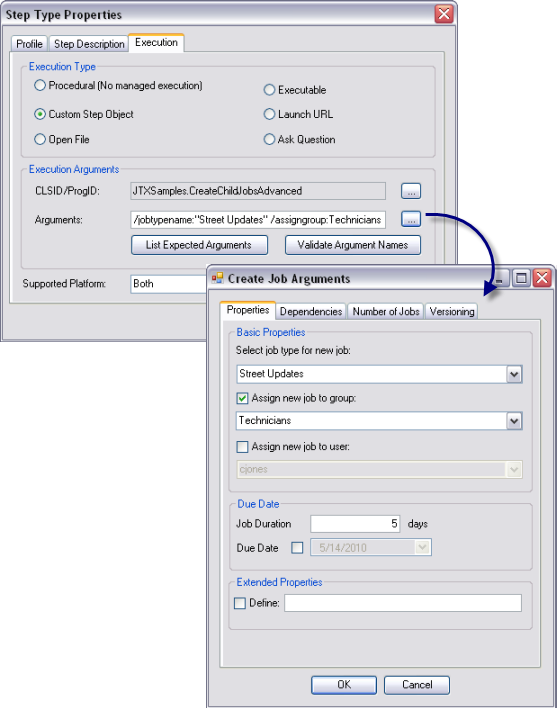 Step Type Properties
Profile Step Description Execution
Execution Type
Procedural (No managed execution)
Executable
Custom Step Object
Launch URL
Open File
Ask Question
Execution Arguments
CLSID/ProgID: JTXSamples.CreateChildJobsAdvanced ...
Arguments: /jobtypename:"Street Updates" /assigngroup:Technicians ...
List Expected Arguments Validate Argument Names
Supported Platform: Both
Create Job Arguments
Properties Dependencies Number of Jobs Versioning
Basic Properties
Select job type for new job:
Street Updates
Assign new job to group:
Technicians
Assign new job to user:
cjones
Due Date
Job Duration 5 days
Due Date 5/14/2010
Extended Properties
Define:
OK Cancel